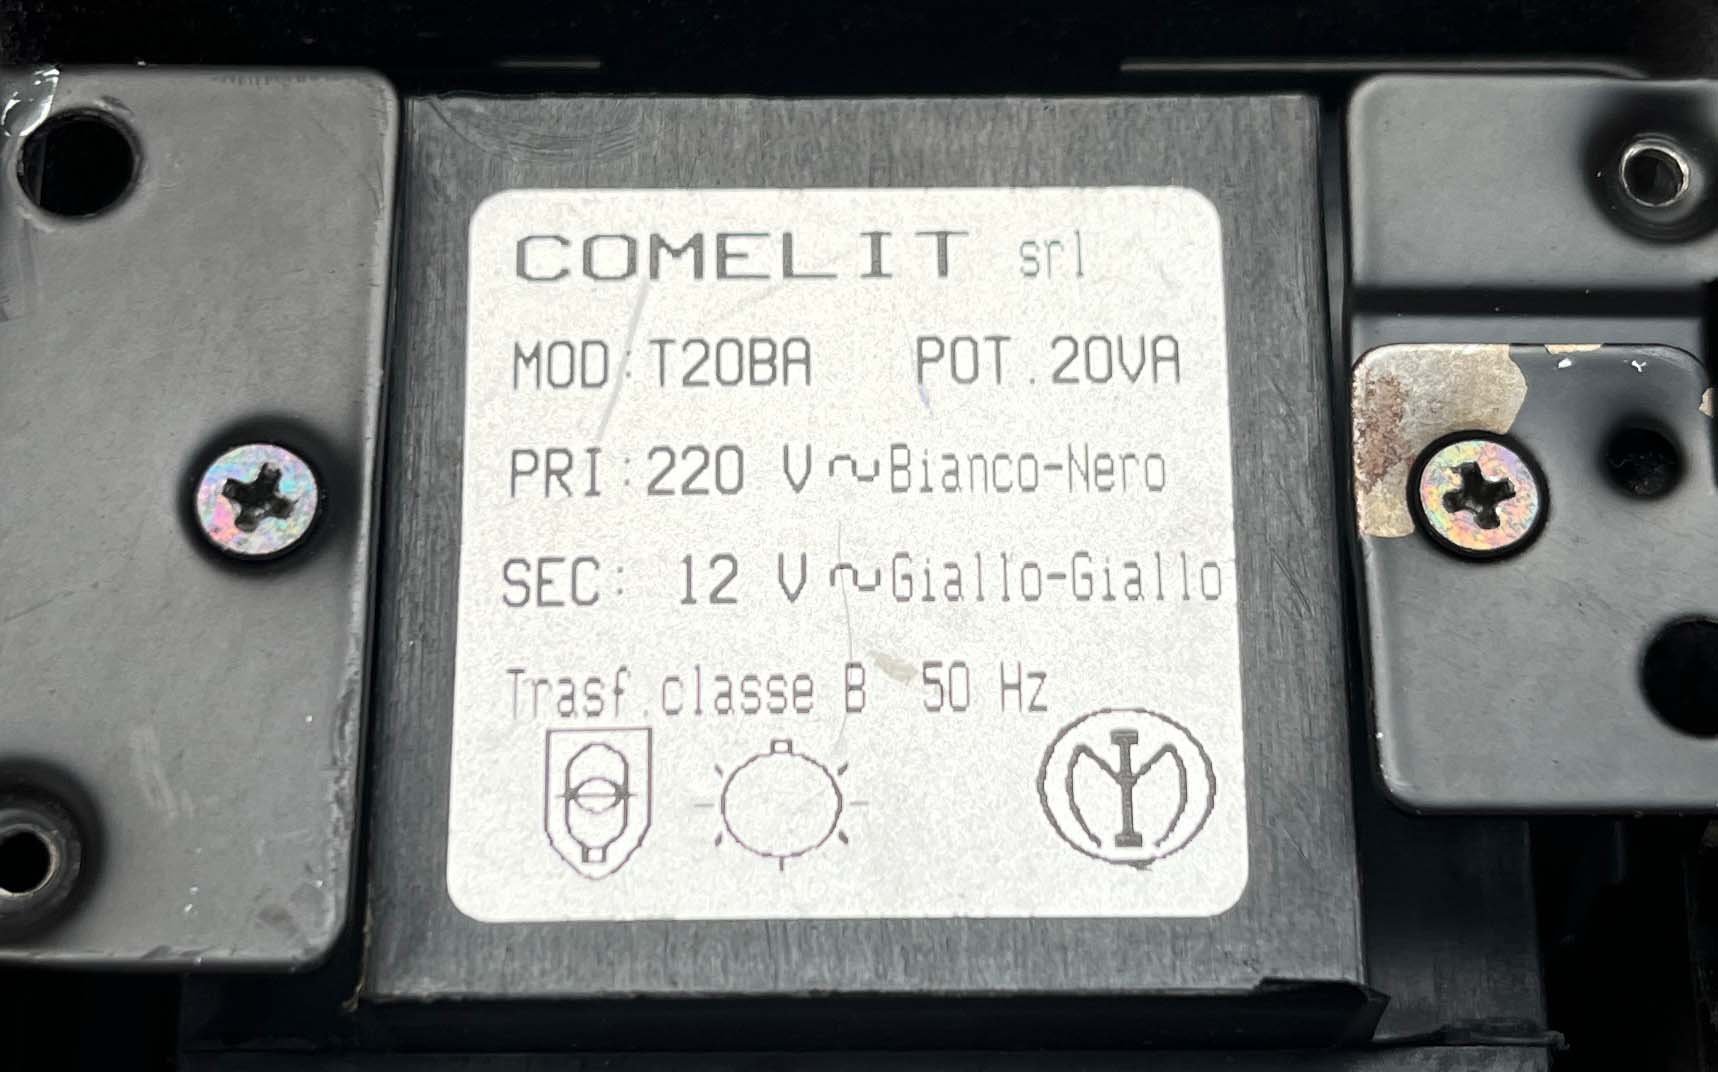 COMELIT srl
MOD: T20BA POT. 20VA
PRI: 220 V ~ Bianco-Nero
SEC: 12 V ~ Giallo-Giallo
Trasf. classe B 50 Hz